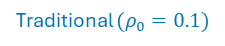 Traditional (ρ₀ = 0.1)